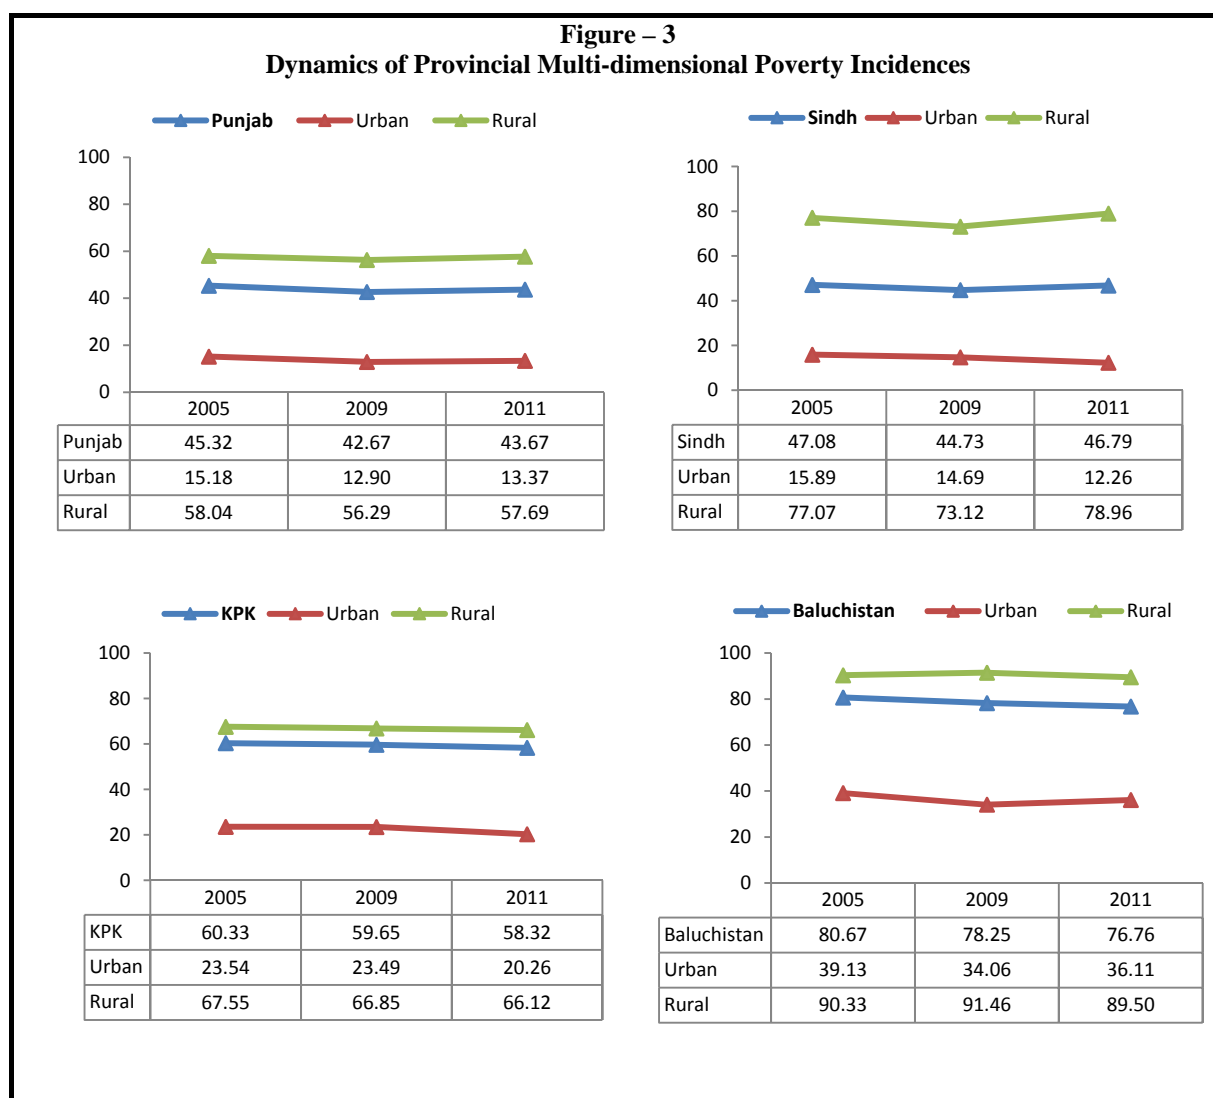 Figure – 3
Dynamics of Provincial Multi-dimensional Poverty Incidences
Punjab Urban Rural
100
80
60
40
20
0
2005 2009 2011
Punjab 45.32 42.67 43.67
Urban 15.18 12.90 13.37
Rural 58.04 56.29 57.69
Sindh Urban Rural
100
80
60
40
20
0
2005 2009 2011
Sindh 47.08 44.73 46.79
Urban 15.89 14.69 12.26
Rural 77.07 73.12 78.96
KPK Urban Rural
100
80
60
40
20
0
2005 2009 2011
KPK 60.33 59.65 58.32
Urban 23.54 23.49 20.26
Rural 67.55 66.85 66.12
Baluchistan Urban Rural
100
80
60
40
20
0
2005 2009 2011
Baluchistan 80.67 78.25 76.76
Urban 39.13 34.06 36.11
Rural 90.33 91.46 89.50